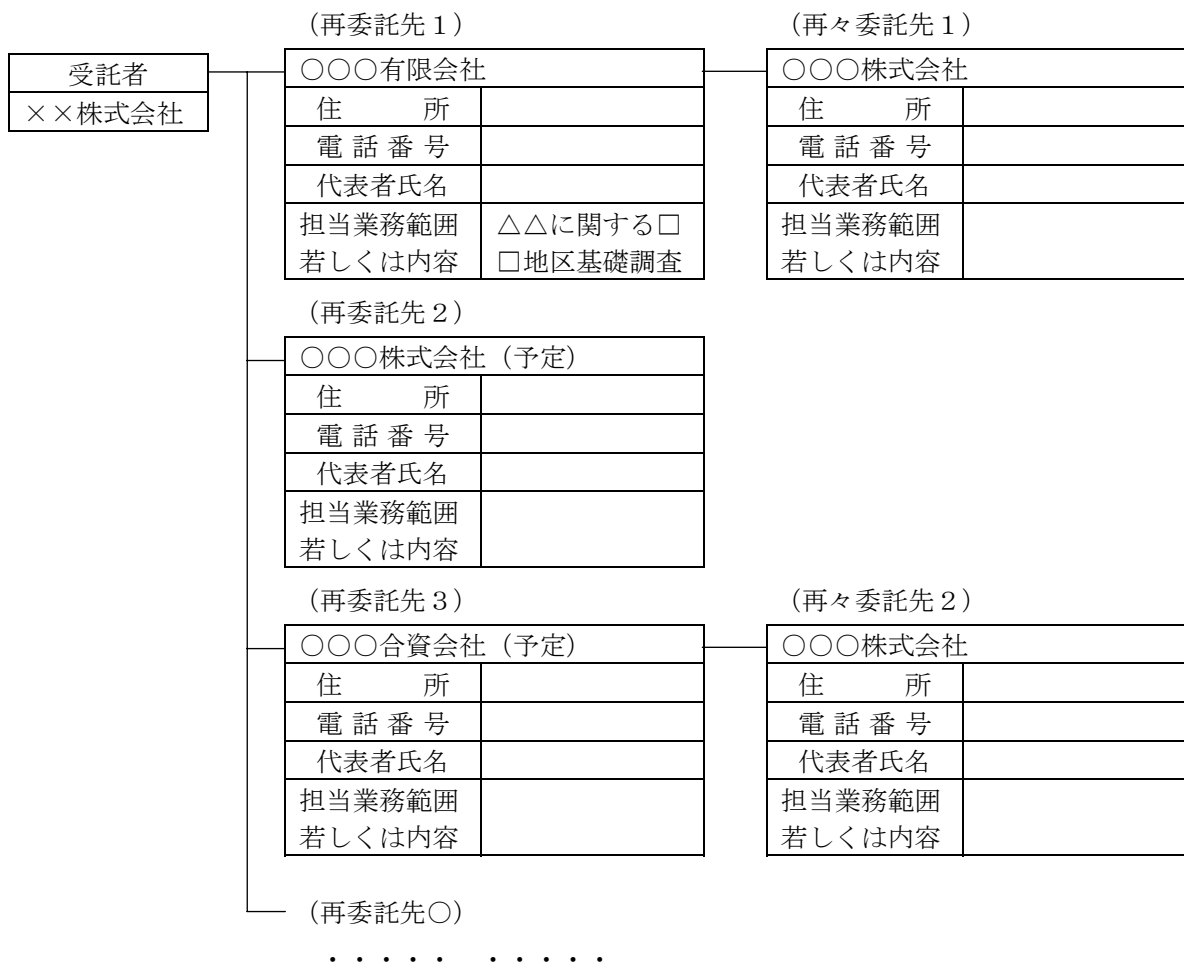 （再委託先１）
（再々委託先１）
受託者
××株式会社
○○○有限会社
住　　　所
電 話 番 号
代表者氏名
担当業務範囲
若しくは内容
△△に関する□
□地区基礎調査
○○○株式会社
住　　　所
電 話 番 号
代表者氏名
担当業務範囲
若しくは内容
（再委託先２）
○○○株式会社（予定）
住　　　所
電 話 番 号
代表者氏名
担当業務範囲
若しくは内容
（再委託先３）
（再々委託先２）
○○○合資会社（予定）
住　　　所
電 話 番 号
代表者氏名
担当業務範囲
若しくは内容
○○○株式会社
住　　　所
電 話 番 号
代表者氏名
担当業務範囲
若しくは内容
（再委託先○）
・・・・・　・・・・・